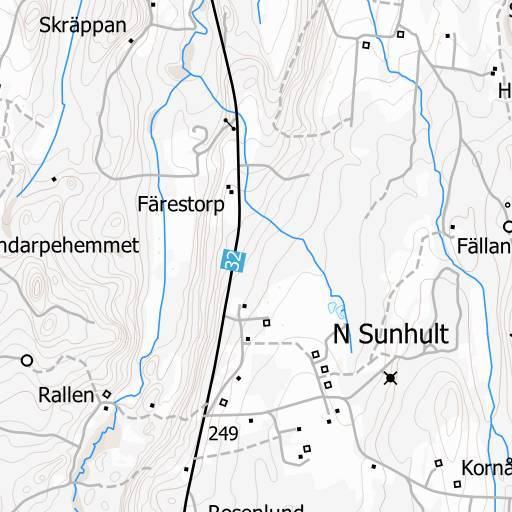 Skräppan
H
Färestorp
ndarpehemmet
Fällan
32
N Sunhult
Rallen
249
Kornå
Rosenlund